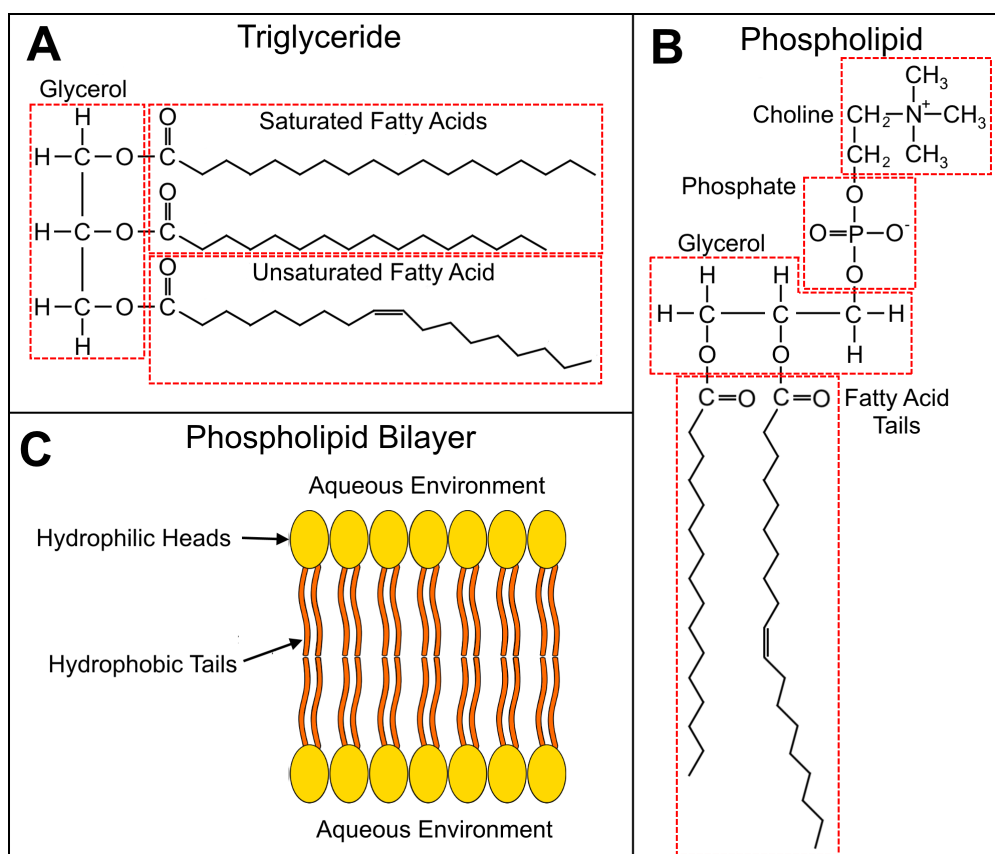 A
Triglyceride
Glycerol
H
O
Saturated Fatty Acids
H–C–O–C
O
H–C–O–C
O
Unsaturated Fatty Acid
H–C–O–C
H
B
Phospholipid
CH3
Choline
CH2–N+–CH3
CH2 CH3
Phosphate
O
O=P–O-
Glycerol
O
H H
H–C–C–C–H
O O H
C=O C=O
Fatty Acid
Tails
C
Phospholipid Bilayer
Aqueous Environment
Hydrophilic Heads
Hydrophobic Tails
Aqueous Environment